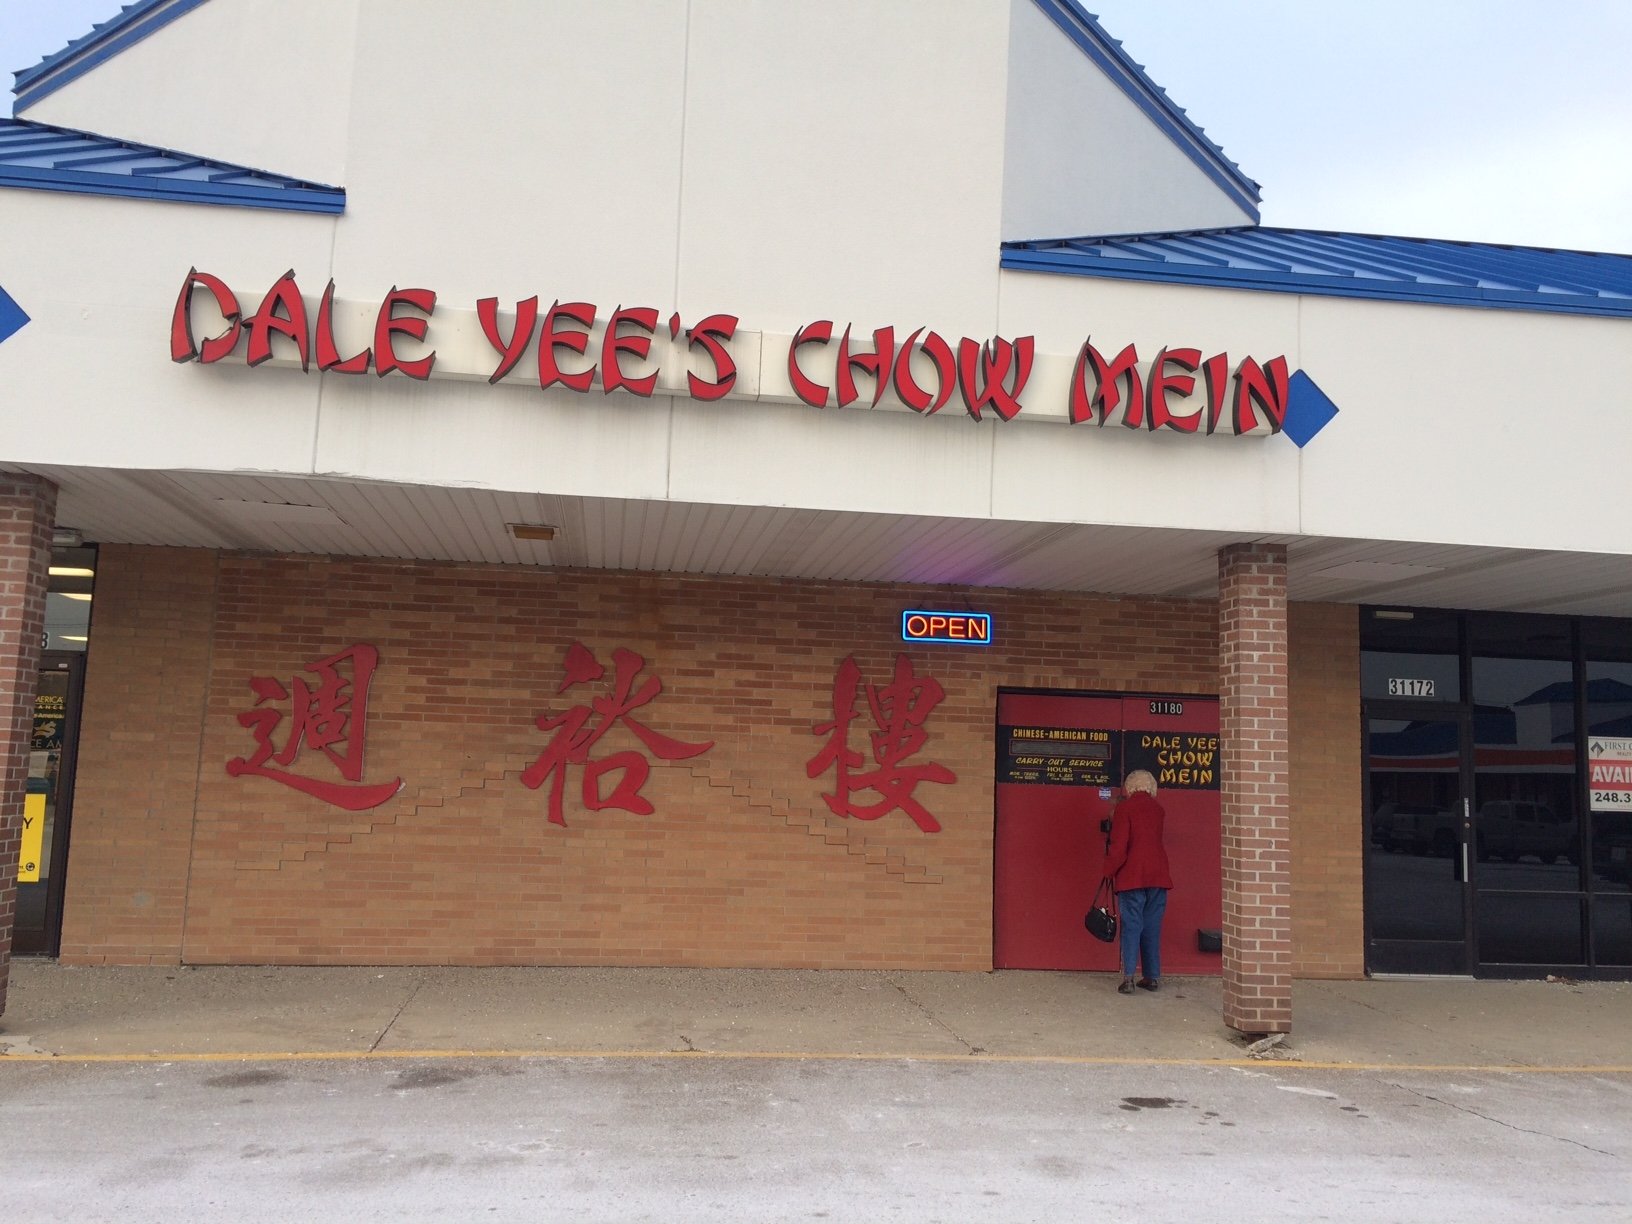 DALE YEE'S CHOW MEIN
OPEN
週裕樓
31180
CHINESE-AMERICAN FOOD
CARRY-OUT SERVICE
HOURS
DALE YEE'
CHOW
MEIN
31172
FIRST
AVAI
248.3